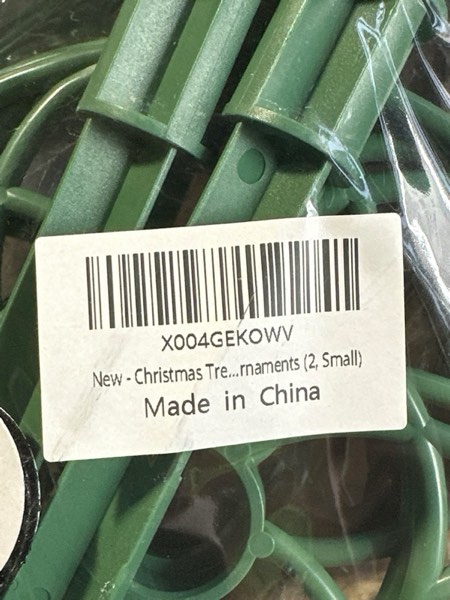 X004GEKOWV
New - Christmas Tre...rnaments (2, Small)
Made in China